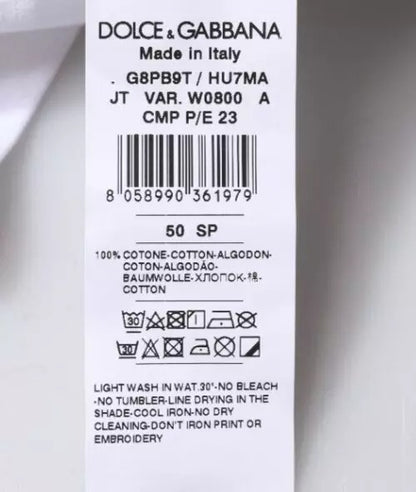 DOLCE & GABBANA
Made in Italy
. G8PB9T / HU7MA
JT VAR. W0800 A
CMP P/E 23
8 058990 361979
50 SP
100% COTONE-COTTON-ALGODON-
COTON-ALGODÃO-
BAUMWOLLE-ХЛОПОК-棉-
COTTON
30
30
LIGHT WASH IN WAT.30°-NO BLEACH
-NO TUMBLER-LINE DRYING IN THE
SHADE-COOL IRON-NO DRY
CLEANING-DON'T IRON PRINT OR
EMBROIDERY